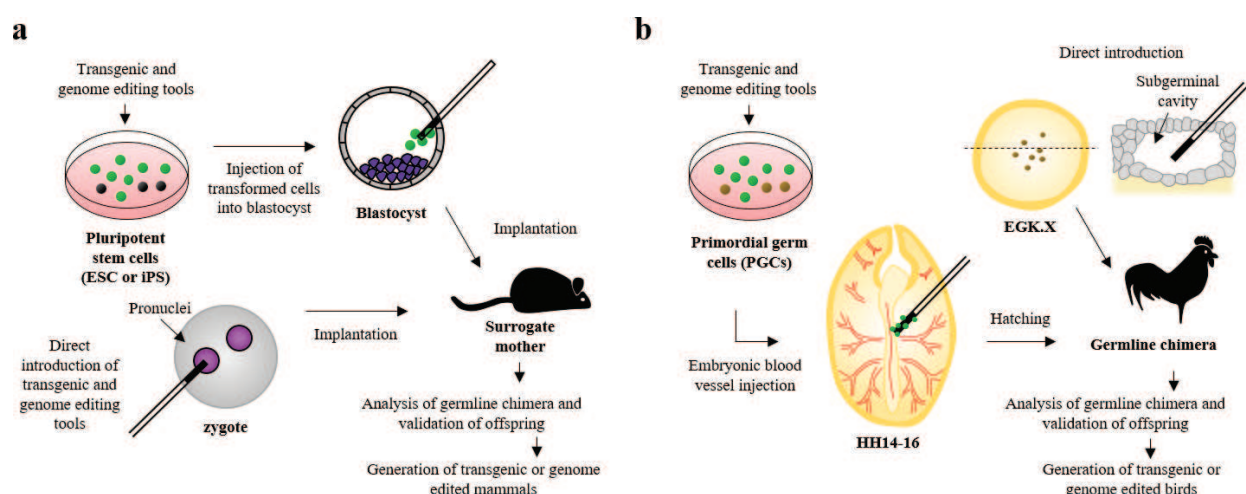 a
Transgenic and
genome editing tools
Pluripotent
stem cells
(ESC or iPS)
Injection of
transformed cells
into blastocyst
Blastocyst
Implantation
Pronuclei
Direct
introduction of
transgenic and
genome editing
tools
zygote
Implantation
Surrogate
mother
Analysis of germline chimera and
validation of offspring
Generation of transgenic or genome
edited mammals
b
Transgenic and
genome editing tools
Primordial germ
cells (PGCs)
Embryonic blood
vessel injection
HH14-16
Direct introduction
Subgerminal
cavity
EGK.X
Hatching
Germline chimera
Analysis of germline chimera and
validation of offspring
Generation of transgenic or
genome edited birds